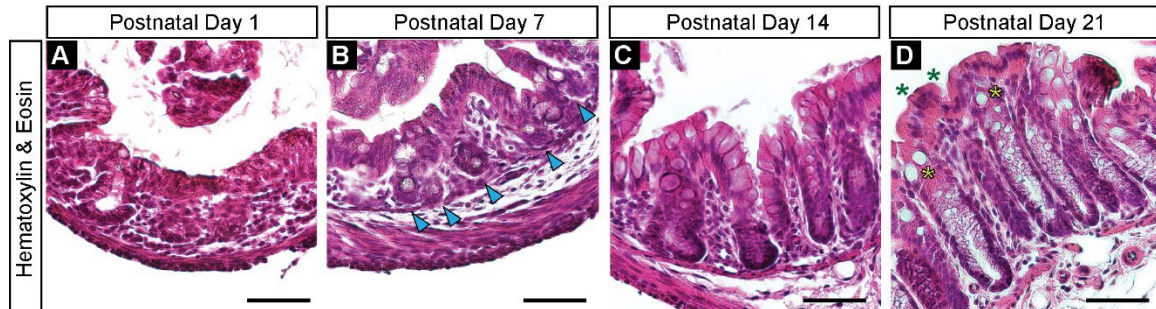 Postnatal Day 1
Postnatal Day 7
Postnatal Day 14
Postnatal Day 21
Hematoxylin & Eosin
A
B
C
D
*
*
*
*